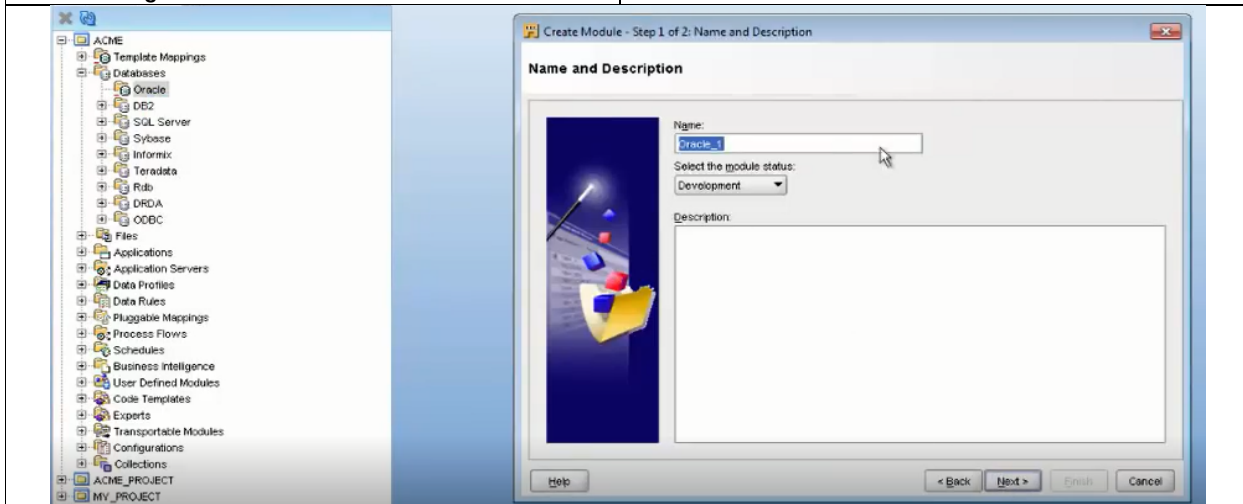 ACME
Template Mappings
Databases
Oracle
DB2
SQL Server
Sybase
Informix
Teradata
Rdb
DRDA
ODBC
Files
Applications
Application Servers
Data Profiles
Data Rules
Pluggable Mappings
Process Flows
Schedules
Business Intelligence
User Defined Modules
Code Templates
Experts
Transportable Modules
Configurations
Collections
ACME_PROJECT
MY_PROJECT
Create Module - Step 1 of 2: Name and Description
Name and Description
Name:
Oracle_1
Select the module status:
Development
Description:
Help
< Back
Next >
Finish
Cancel